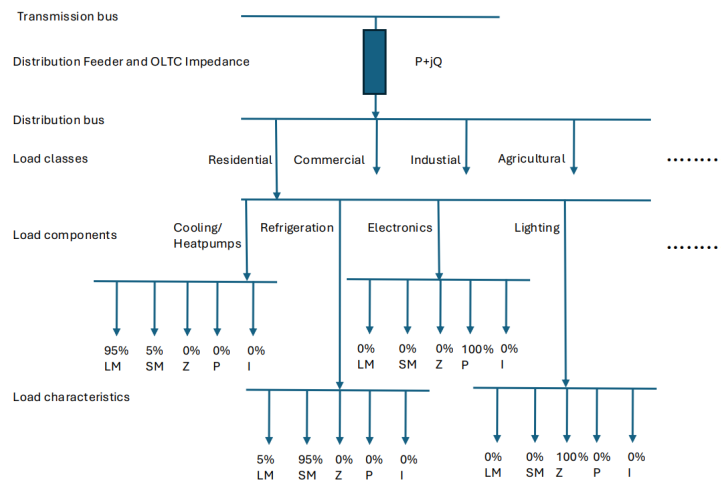 Transmission bus
Distribution Feeder and OLTC Impedance
P+jQ
Distribution bus
Load classes
Residential
Commercial
Industial
Agricultural
........
Load components
Cooling/
Heatpumps
Refrigeration
Electronics
Lighting
........
95% 5% 0% 0% 0%
LM SM Z P I
0% 0% 0% 100% 0%
LM SM Z P I
Load characteristics
5% 95% 0% 0% 0%
LM SM Z P I
0% 0% 100% 0% 0%
LM SM Z P I